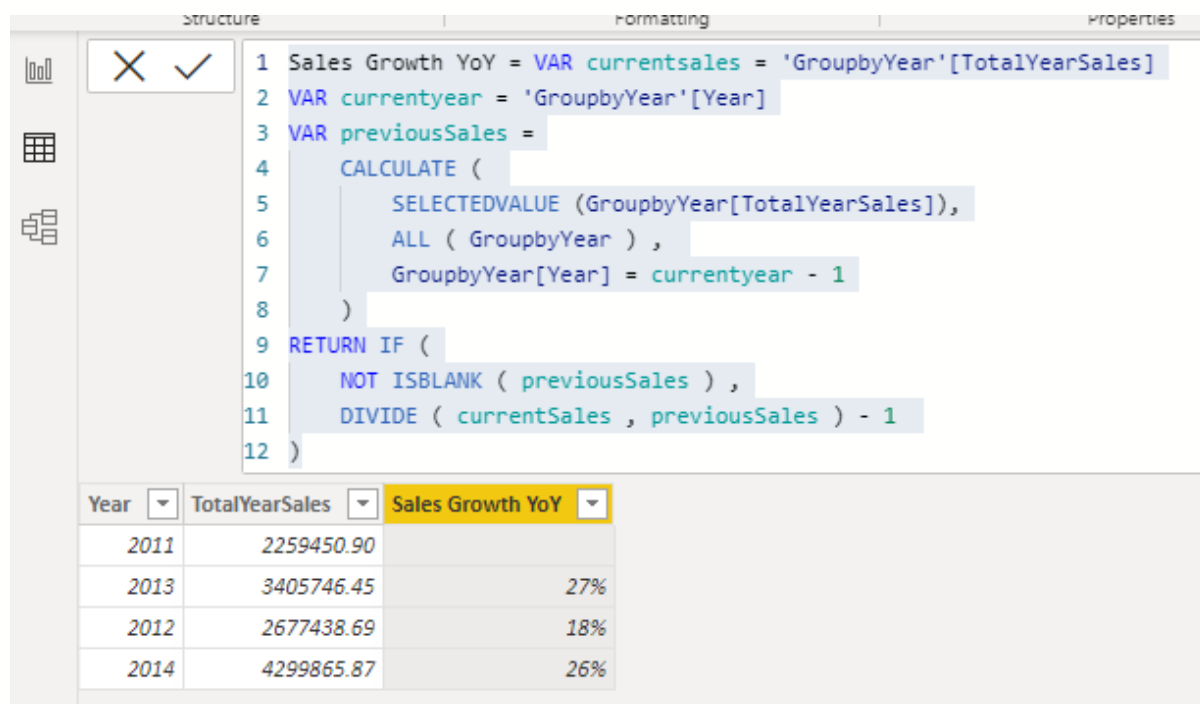 Structure Formatting Properties
1 Sales Growth YoY = VAR currentsales = 'GroupbyYear'[TotalYearSales]
2 VAR currentyear = 'GroupbyYear'[Year]
3 VAR previousSales =
4 CALCULATE (
5 SELECTEDVALUE (GroupbyYear[TotalYearSales]),
6 ALL ( GroupbyYear ) ,
7 GroupbyYear[Year] = currentyear - 1
8 )
9 RETURN IF (
10 NOT ISBLANK ( previousSales ) ,
11 DIVIDE ( currentSales , previousSales ) - 1
12 )
Year TotalYearSales Sales Growth YoY
2011 2259450.90
2013 3405746.45 27%
2012 2677438.69 18%
2014 4299865.87 26%